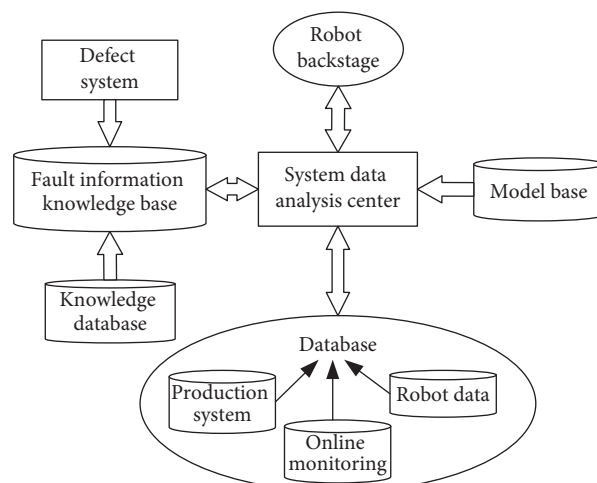 Defect
system
Robot
backstage
Fault information
knowledge base
System data
analysis center
Model base
Knowledge
database
Database
Production
system
Online
monitoring
Robot data